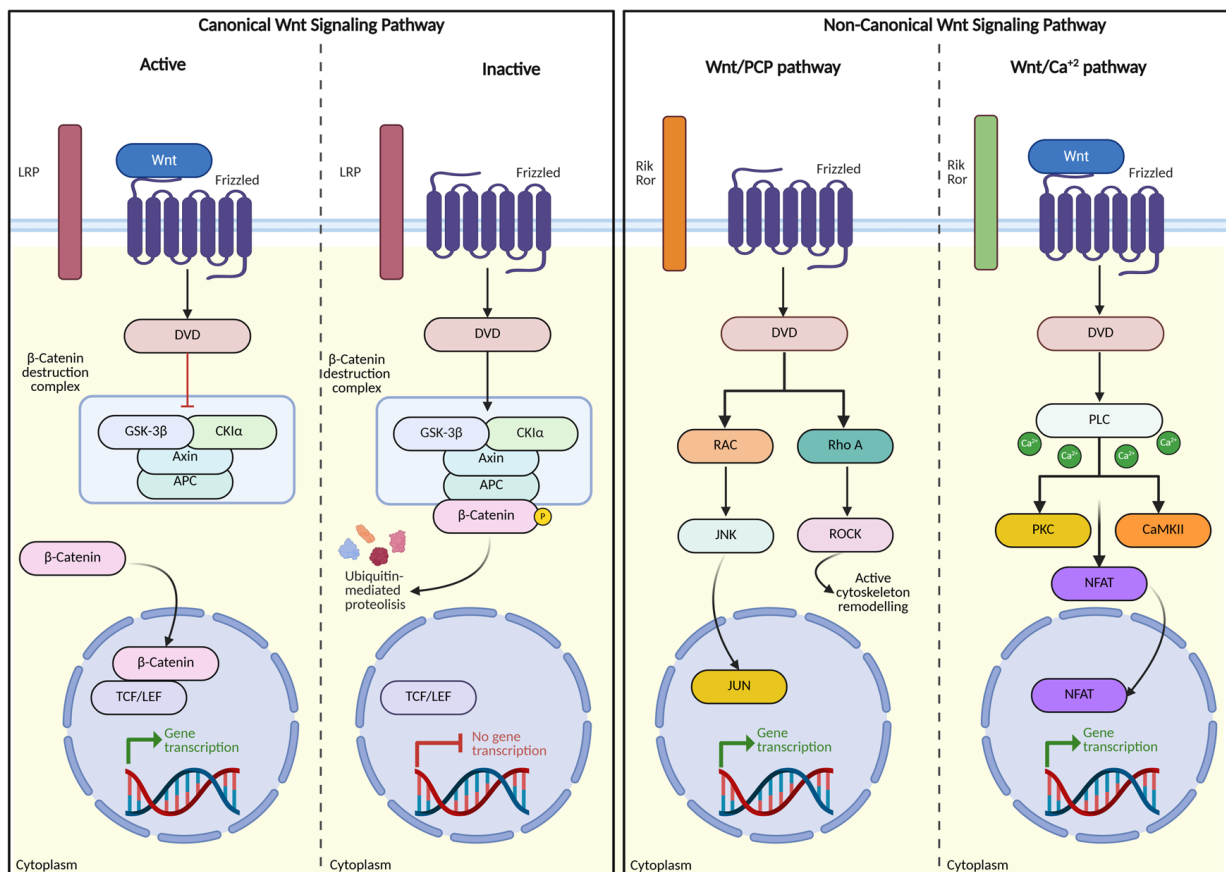 Canonical Wnt Signaling Pathway
Active
Inactive
LRP
Wnt
Frizzled
DVD
β-Catenin
destruction
complex
GSK-3β
CKIα
Axin
APC
β-Catenin
β-Catenin
TCF/LEF
Gene
transcription
Cytoplasm
LRP
Frizzled
DVD
β-Catenin
destruction
complex
GSK-3β
CKIα
Axin
APC
β-Catenin
P
Ubiquitin-
mediated
proteolisis
TCF/LEF
No gene
transcription
Cytoplasm
Non-Canonical Wnt Signaling Pathway
Wnt/PCP pathway
Wnt/Ca⁺² pathway
Rik
Ror
Frizzled
DVD
RAC
Rho A
JNK
ROCK
Active
cytoskeleton
remodelling
JUN
Gene
transcription
Cytoplasm
Rik
Ror
Wnt
Frizzled
DVD
PLC
Ca²⁺
Ca²⁺
Ca²⁺
Ca²⁺
PKC
CaMKII
NFAT
NFAT
Gene
transcription
Cytoplasm